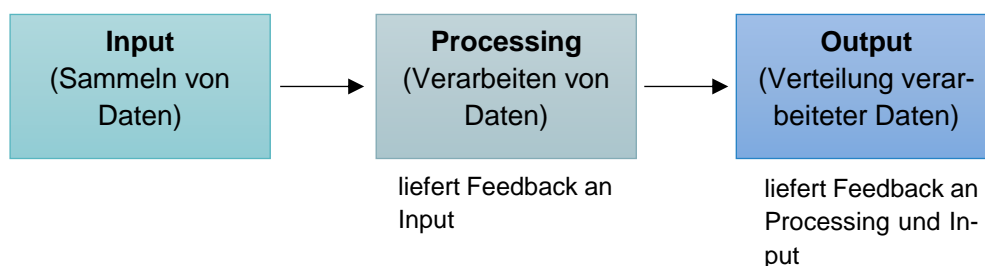 Input
(Sammeln von
Daten)
Processing
(Verarbeiten von
Daten)
Output
(Verteilung verar-
beiteter Daten)
liefert Feedback an
Input
liefert Feedback an
Processing und In-
put